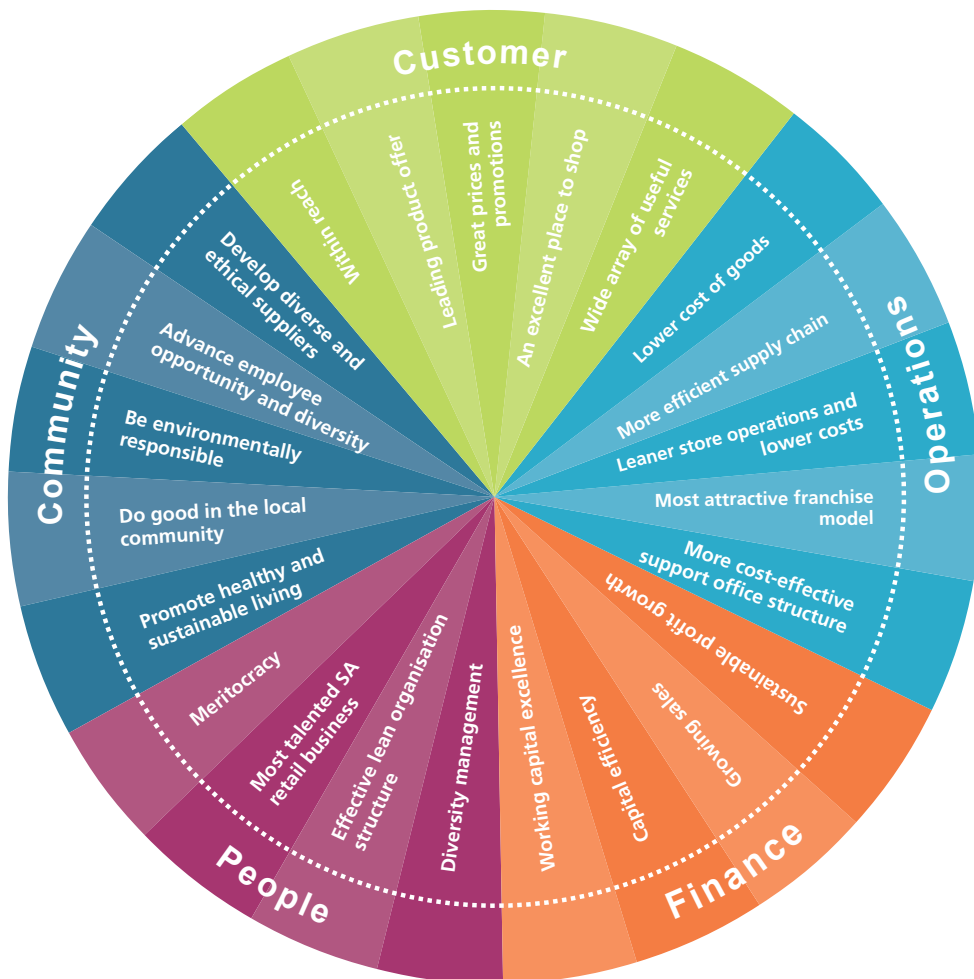 Customer
Within reach
Leading product offer
Great prices and
promotions
An excellent place to shop
Wide array of useful
services
Operations
Lower cost of goods
More efficient supply chain
Leaner store operations and
lower costs
Most attractive franchise
model
More cost-effective
support office structure
Finance
Sustainable profit growth
Growing sales
Capital efficiency
Working capital excellence
People
Diversity management
Effective lean organisation
structure
Most talented SA
retail business
Meritocracy
Community
Promote healthy and
sustainable living
Do good in the local
community
Be environmentally
responsible
Advance employee
opportunity and diversity
Develop diverse and
ethical suppliers